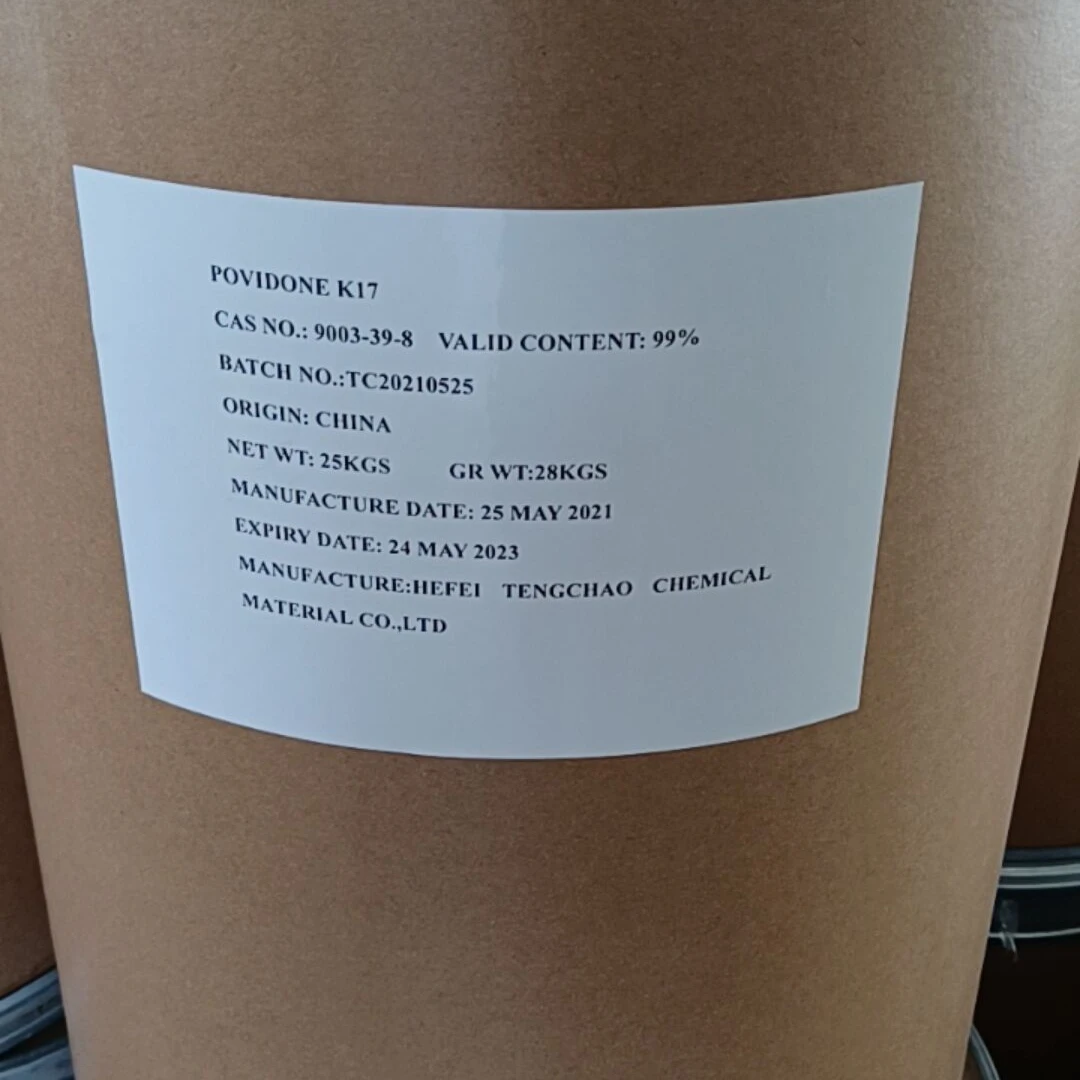 POVIDONE K17
CAS NO.: 9003-39-8 VALID CONTENT: 99%
BATCH NO.:TC20210525
ORIGIN: CHINA
NET WT: 25KGS GR WT:28KGS
MANUFACTURE DATE: 25 MAY 2021
EXPIRY DATE: 24 MAY 2023
MANUFACTURE:HEFEI TENGCHAO CHEMICAL
MATERIAL CO.,LTD